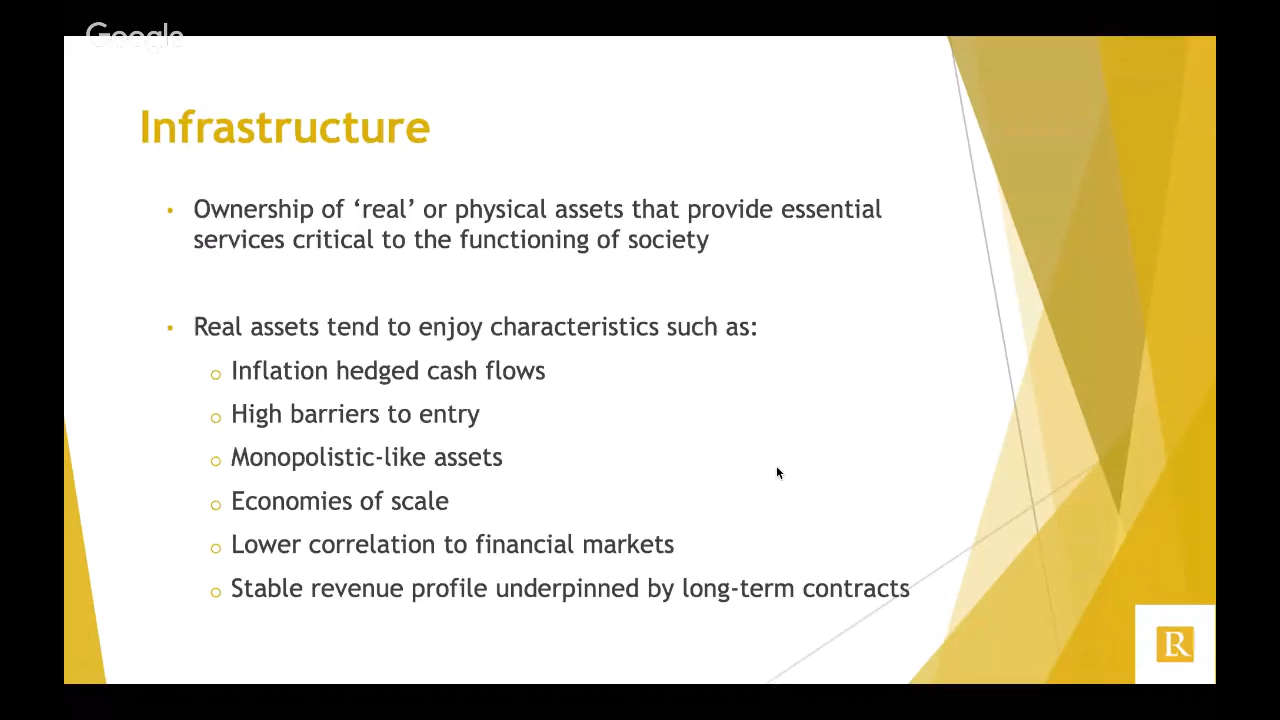 Google
Infrastructure
• Ownership of ‘real’ or physical assets that provide essential
services critical to the functioning of society
• Real assets tend to enjoy characteristics such as:
o Inflation hedged cash flows
o High barriers to entry
o Monopolistic-like assets
o Economies of scale
o Lower correlation to financial markets
o Stable revenue profile underpinned by long-term contracts